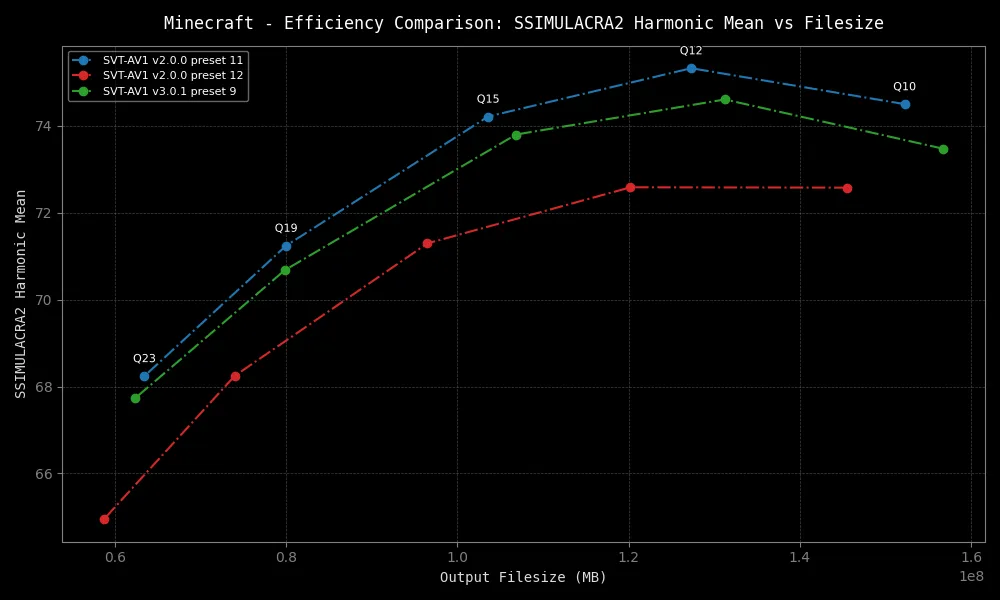 Minecraft - Efficiency Comparison: SSIMULACRA2 Harmonic Mean vs Filesize
SVT-AV1 v2.0.0 preset 11
SVT-AV1 v2.0.0 preset 12
SVT-AV1 v3.0.1 preset 9
Q12
Q10
Q15
Q19
Q23
74
72
70
68
66
SSIMULACRA2 Harmonic Mean
0.6 0.8 1.0 1.2 1.4 1.6
1e8
Output Filesize (MB)